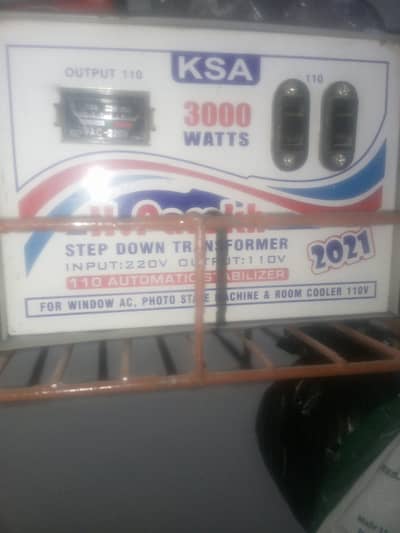 OUTPUT 110
KSA
110
3000
WATTS
STEP DOWN TRANSFORMER
INPUT:220V OUTPUT:110V
2021
110 AUTOMATIC STABILIZER
FOR WINDOW AC, PHOTO STATE MACHINE & ROOM COOLER 110V